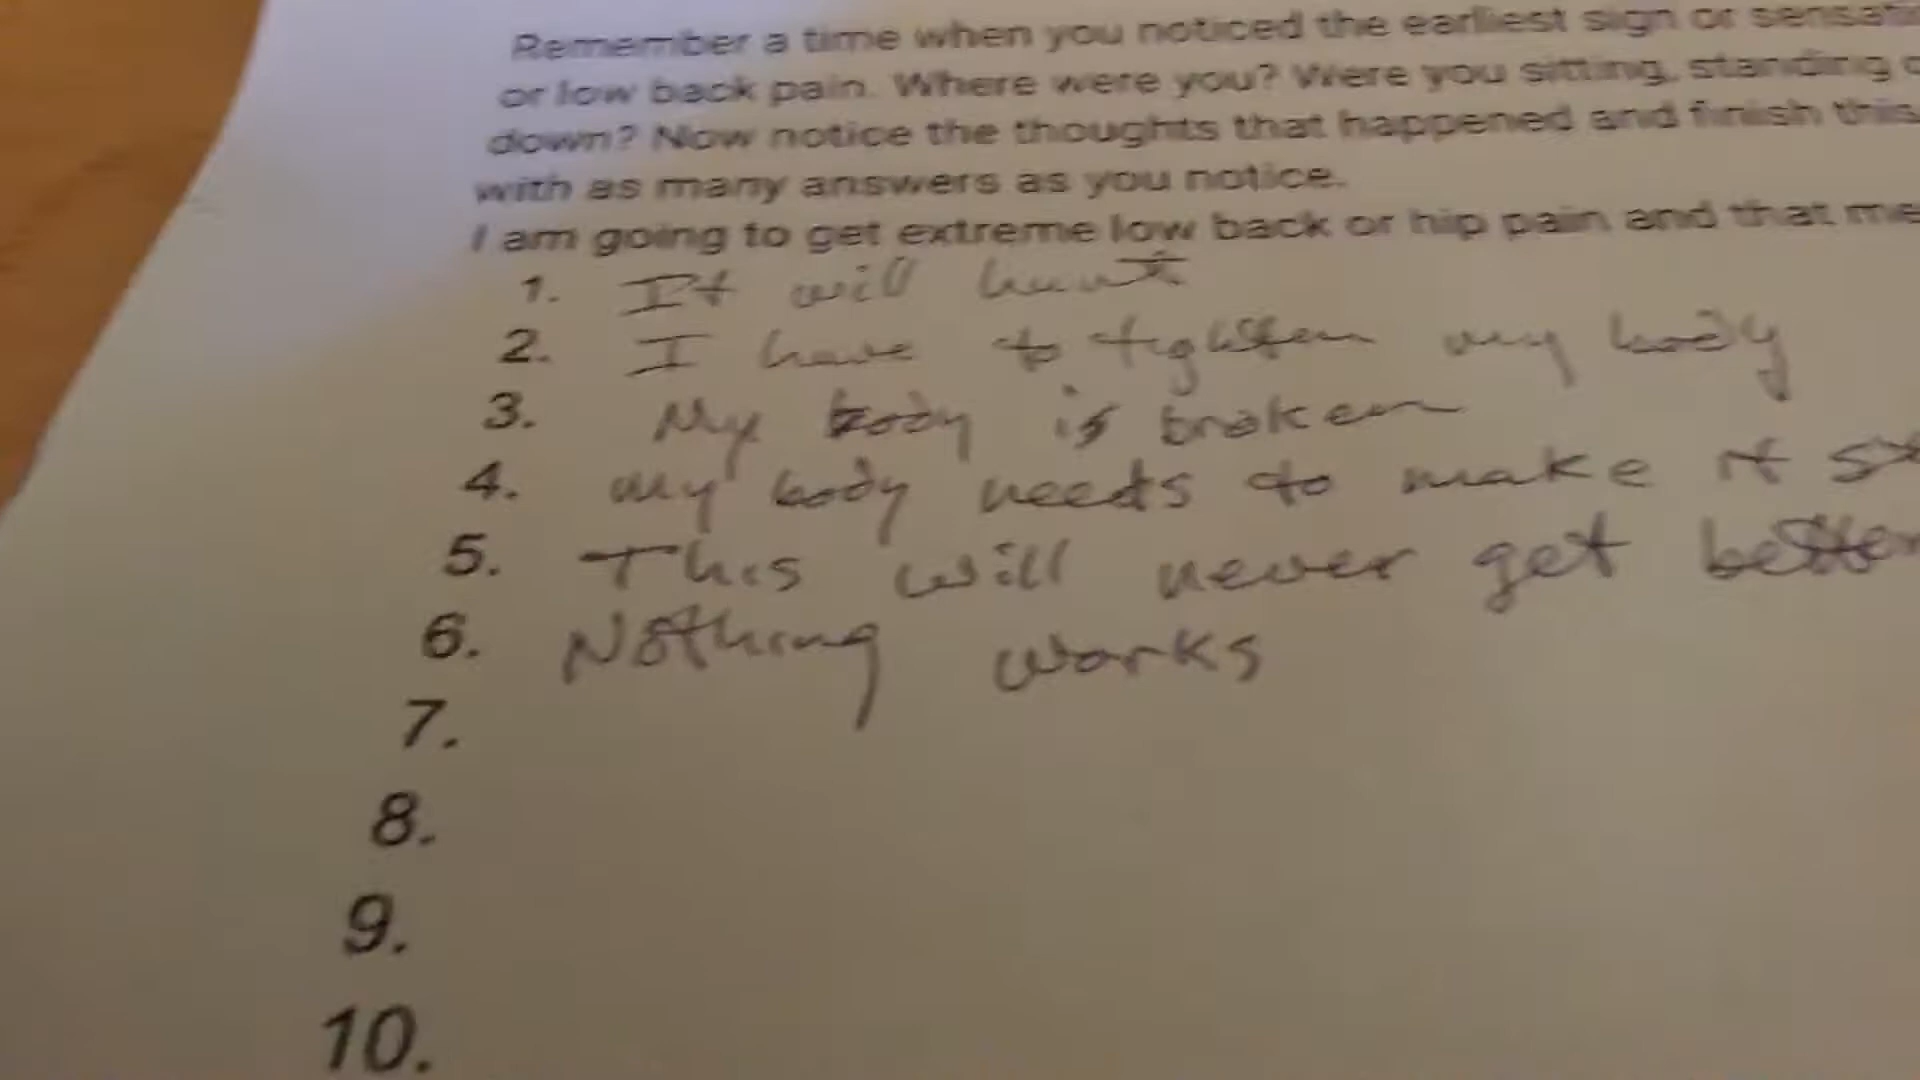 Remember a time when you noticed the earliest sign or
or low back pain. Where were you? Were you sitting, standing
down? Now notice the thoughts that happened and finish this
with as many answers as you notice.
I am going to get extreme low back or hip pain and that
1. It will hurt
2. I have to tighten my body
3. My body is broken
4. my body needs to make it
5. This will never get better
6. Nothing works
7.
8.
9.
10.